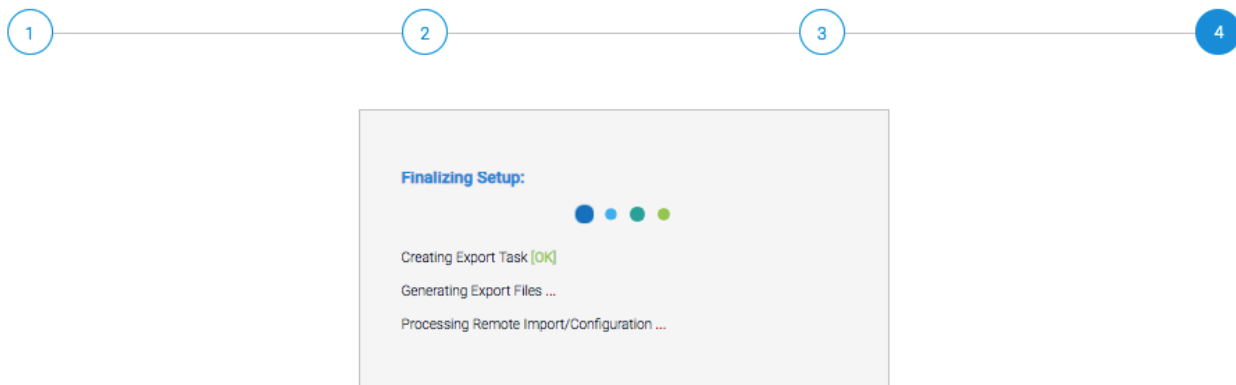 1 2 3 4
Finalizing Setup:
Creating Export Task [OK]
Generating Export Files ...
Processing Remote Import/Configuration ...